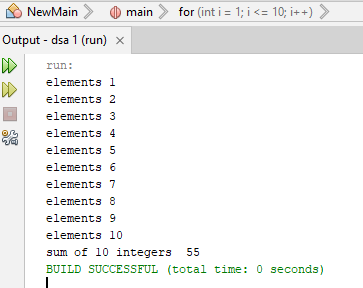 NewMain > main > for (int i = 1; i <= 10; i++) >
Output - dsa 1 (run) ×
run:
elements 1
elements 2
elements 3
elements 4
elements 5
elements 6
elements 7
elements 8
elements 9
elements 10
sum of 10 integers  55
BUILD SUCCESSFUL (total time: 0 seconds)